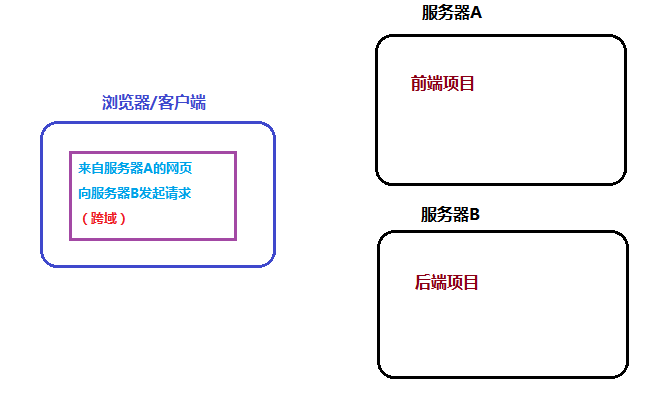 浏览器/客户端
来自服务器A的网页
向服务器B发起请求
（跨域）
服务器A
前端项目
服务器B
后端项目